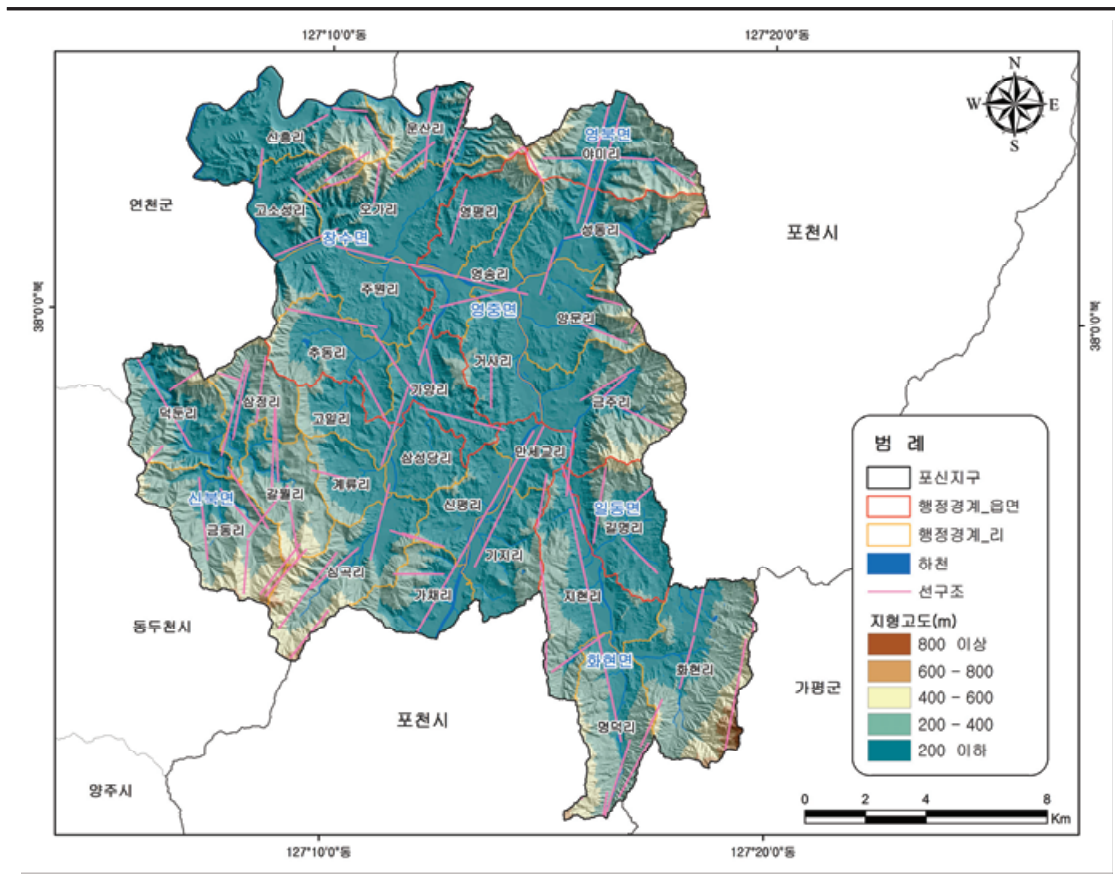 127°10'0"동
127°20'0"동
N
W
E
S
영북면
운산리
야미리
선흘리
연천군
고소성리
오가리
영평리
성동리
포천시
창수면
영송리
주원리
38°0'0"북
38°0'0"북
영중면
양문리
추동리
거사리
가양리
덕둔리
삼정리
금주리
고일리
범 례
삼성당리
만세교리
포신지구
계류리
행정경계_읍면
신북면
갈월리
신평리
일동면
금동리
길명리
행정경계_리
기지리
하천
심곡리
선구조
가채리
지현리
지형고도(m)
동두천시
800 이상
화현면
화현리
600 - 800
가평군
400 - 600
포천시
명덕리
200 - 400
200 이하
양주시
0
2
4
8
Km
127°10'0"동
127°20'0"동